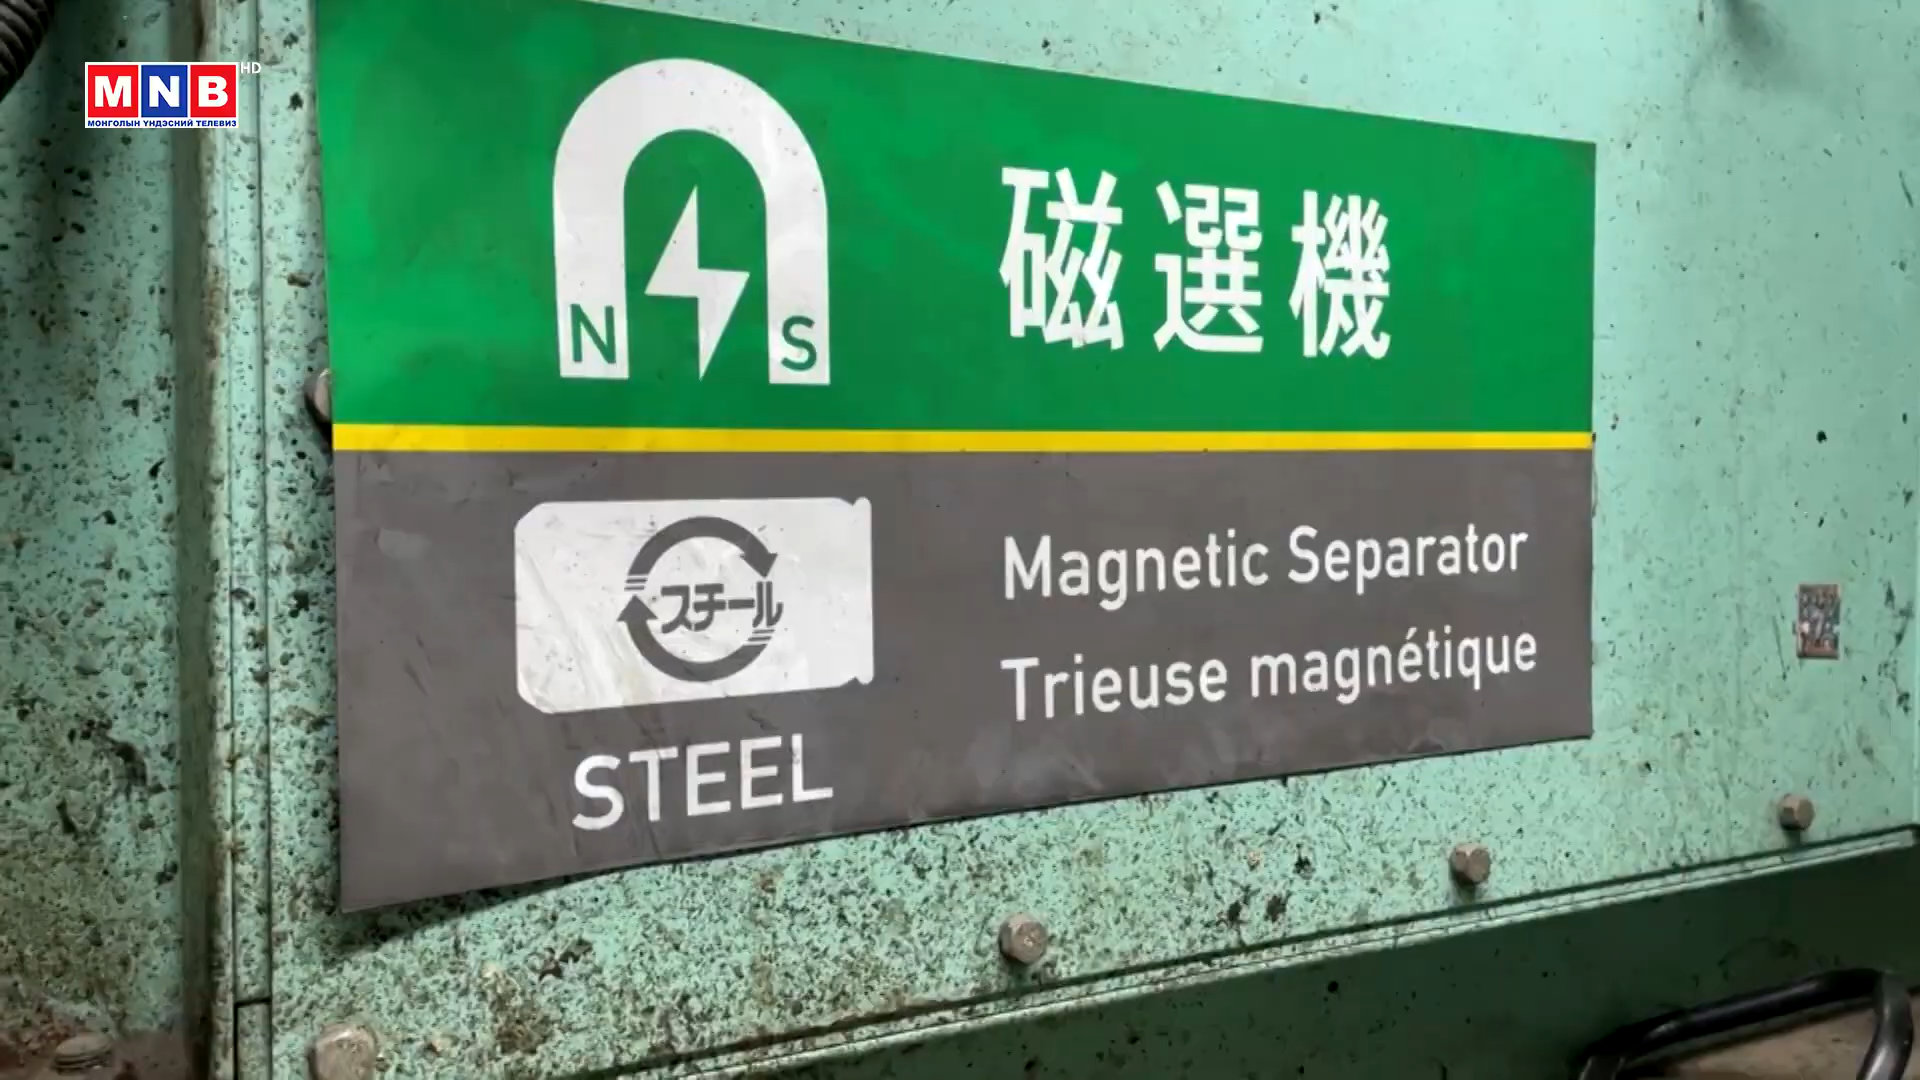 MNB HD
МОНГОЛЫН ҮНДЭСНИЙ ТЕЛЕВИЗ
N S
磁選機
スチール
STEEL
Magnetic Separator
Trieuse magnétique